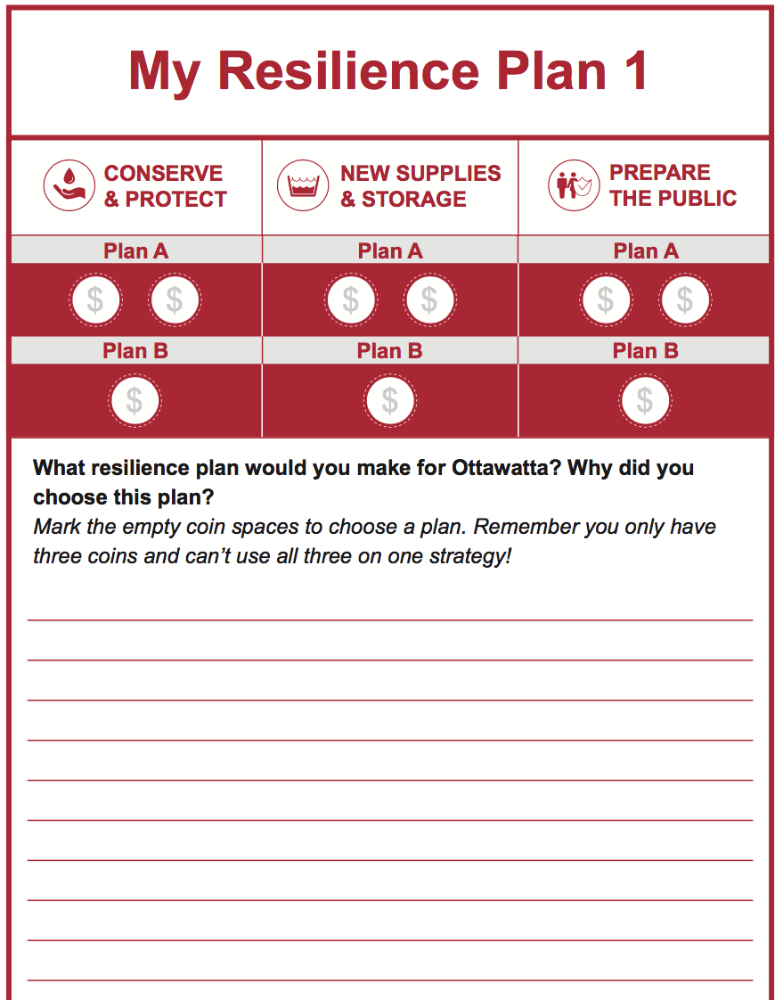 My Resilience Plan 1
CONSERVE
& PROTECT
NEW SUPPLIES
& STORAGE
PREPARE
THE PUBLIC
Plan A
Plan A
Plan A
$ $
$ $
$ $
Plan B
Plan B
Plan B
$
$
$
What resilience plan would you make for Ottawatta? Why did you
choose this plan?
Mark the empty coin spaces to choose a plan. Remember you only have
three coins and can’t use all three on one strategy!